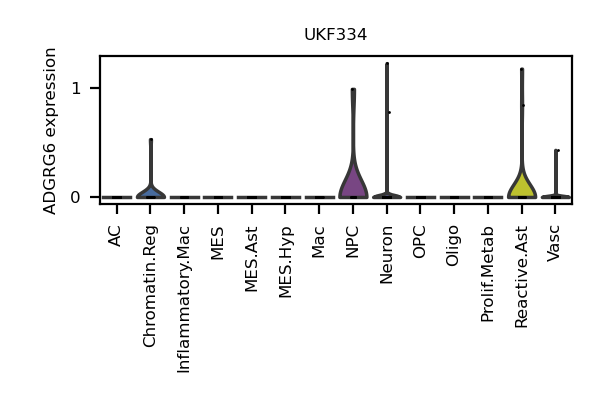 UKF334
ADGRG6 expression
1
0
AC
Chromatin.Reg
Inflammatory.Mac
MES
MES.Ast
MES.Hyp
Mac
NPC
Neuron
OPC
Oligo
Prolif.Metab
Reactive.Ast
Vasc